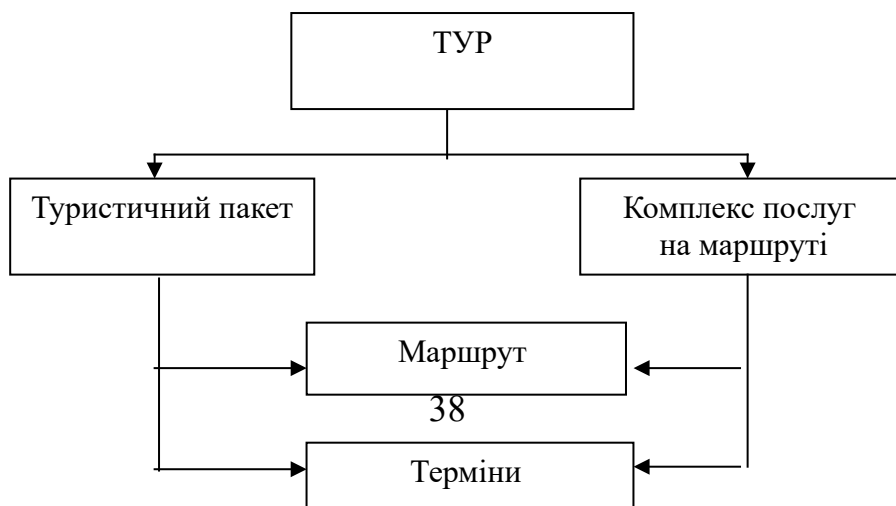 ТУР
Туристичний пакет
Комплекс послуг
на маршруті
Маршрут
38
Терміни